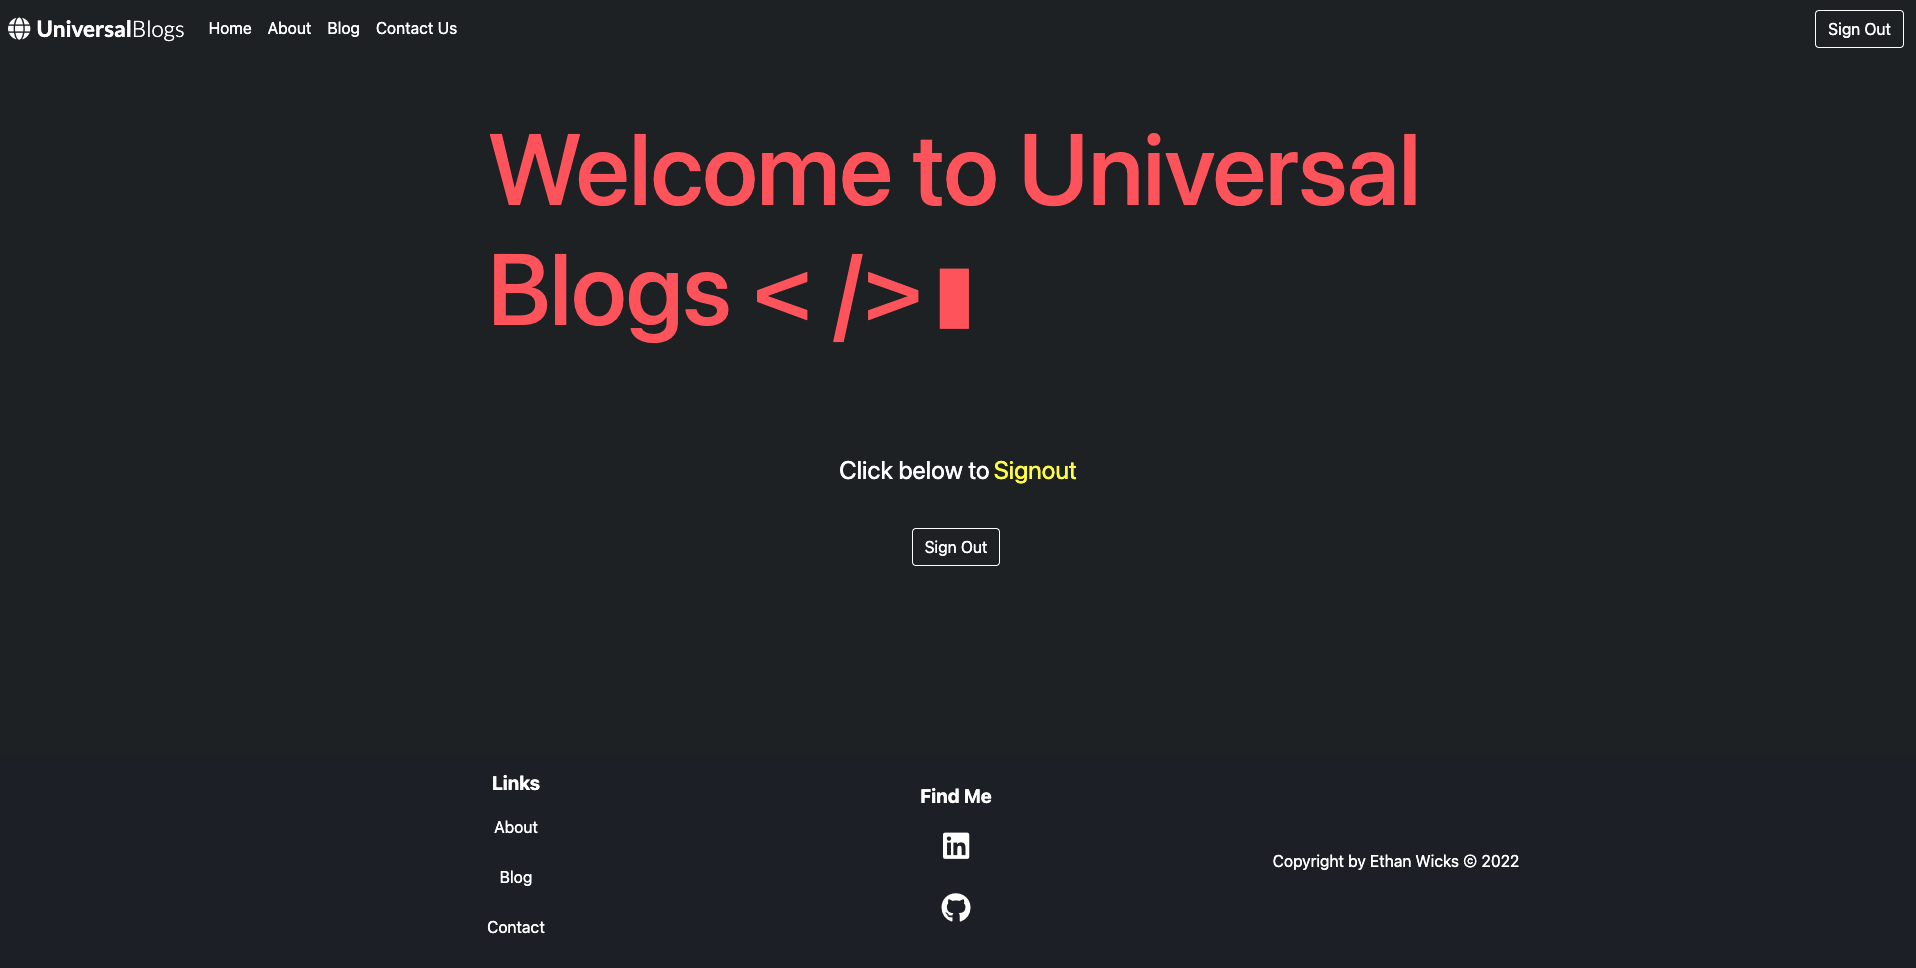 UniversalBlogs Home About Blog Contact Us Sign Out
Welcome to Universal
Blogs < />
Click below to Signout
Sign Out
Links
About
Blog
Contact
Find Me
Copyright by Ethan Wicks © 2022